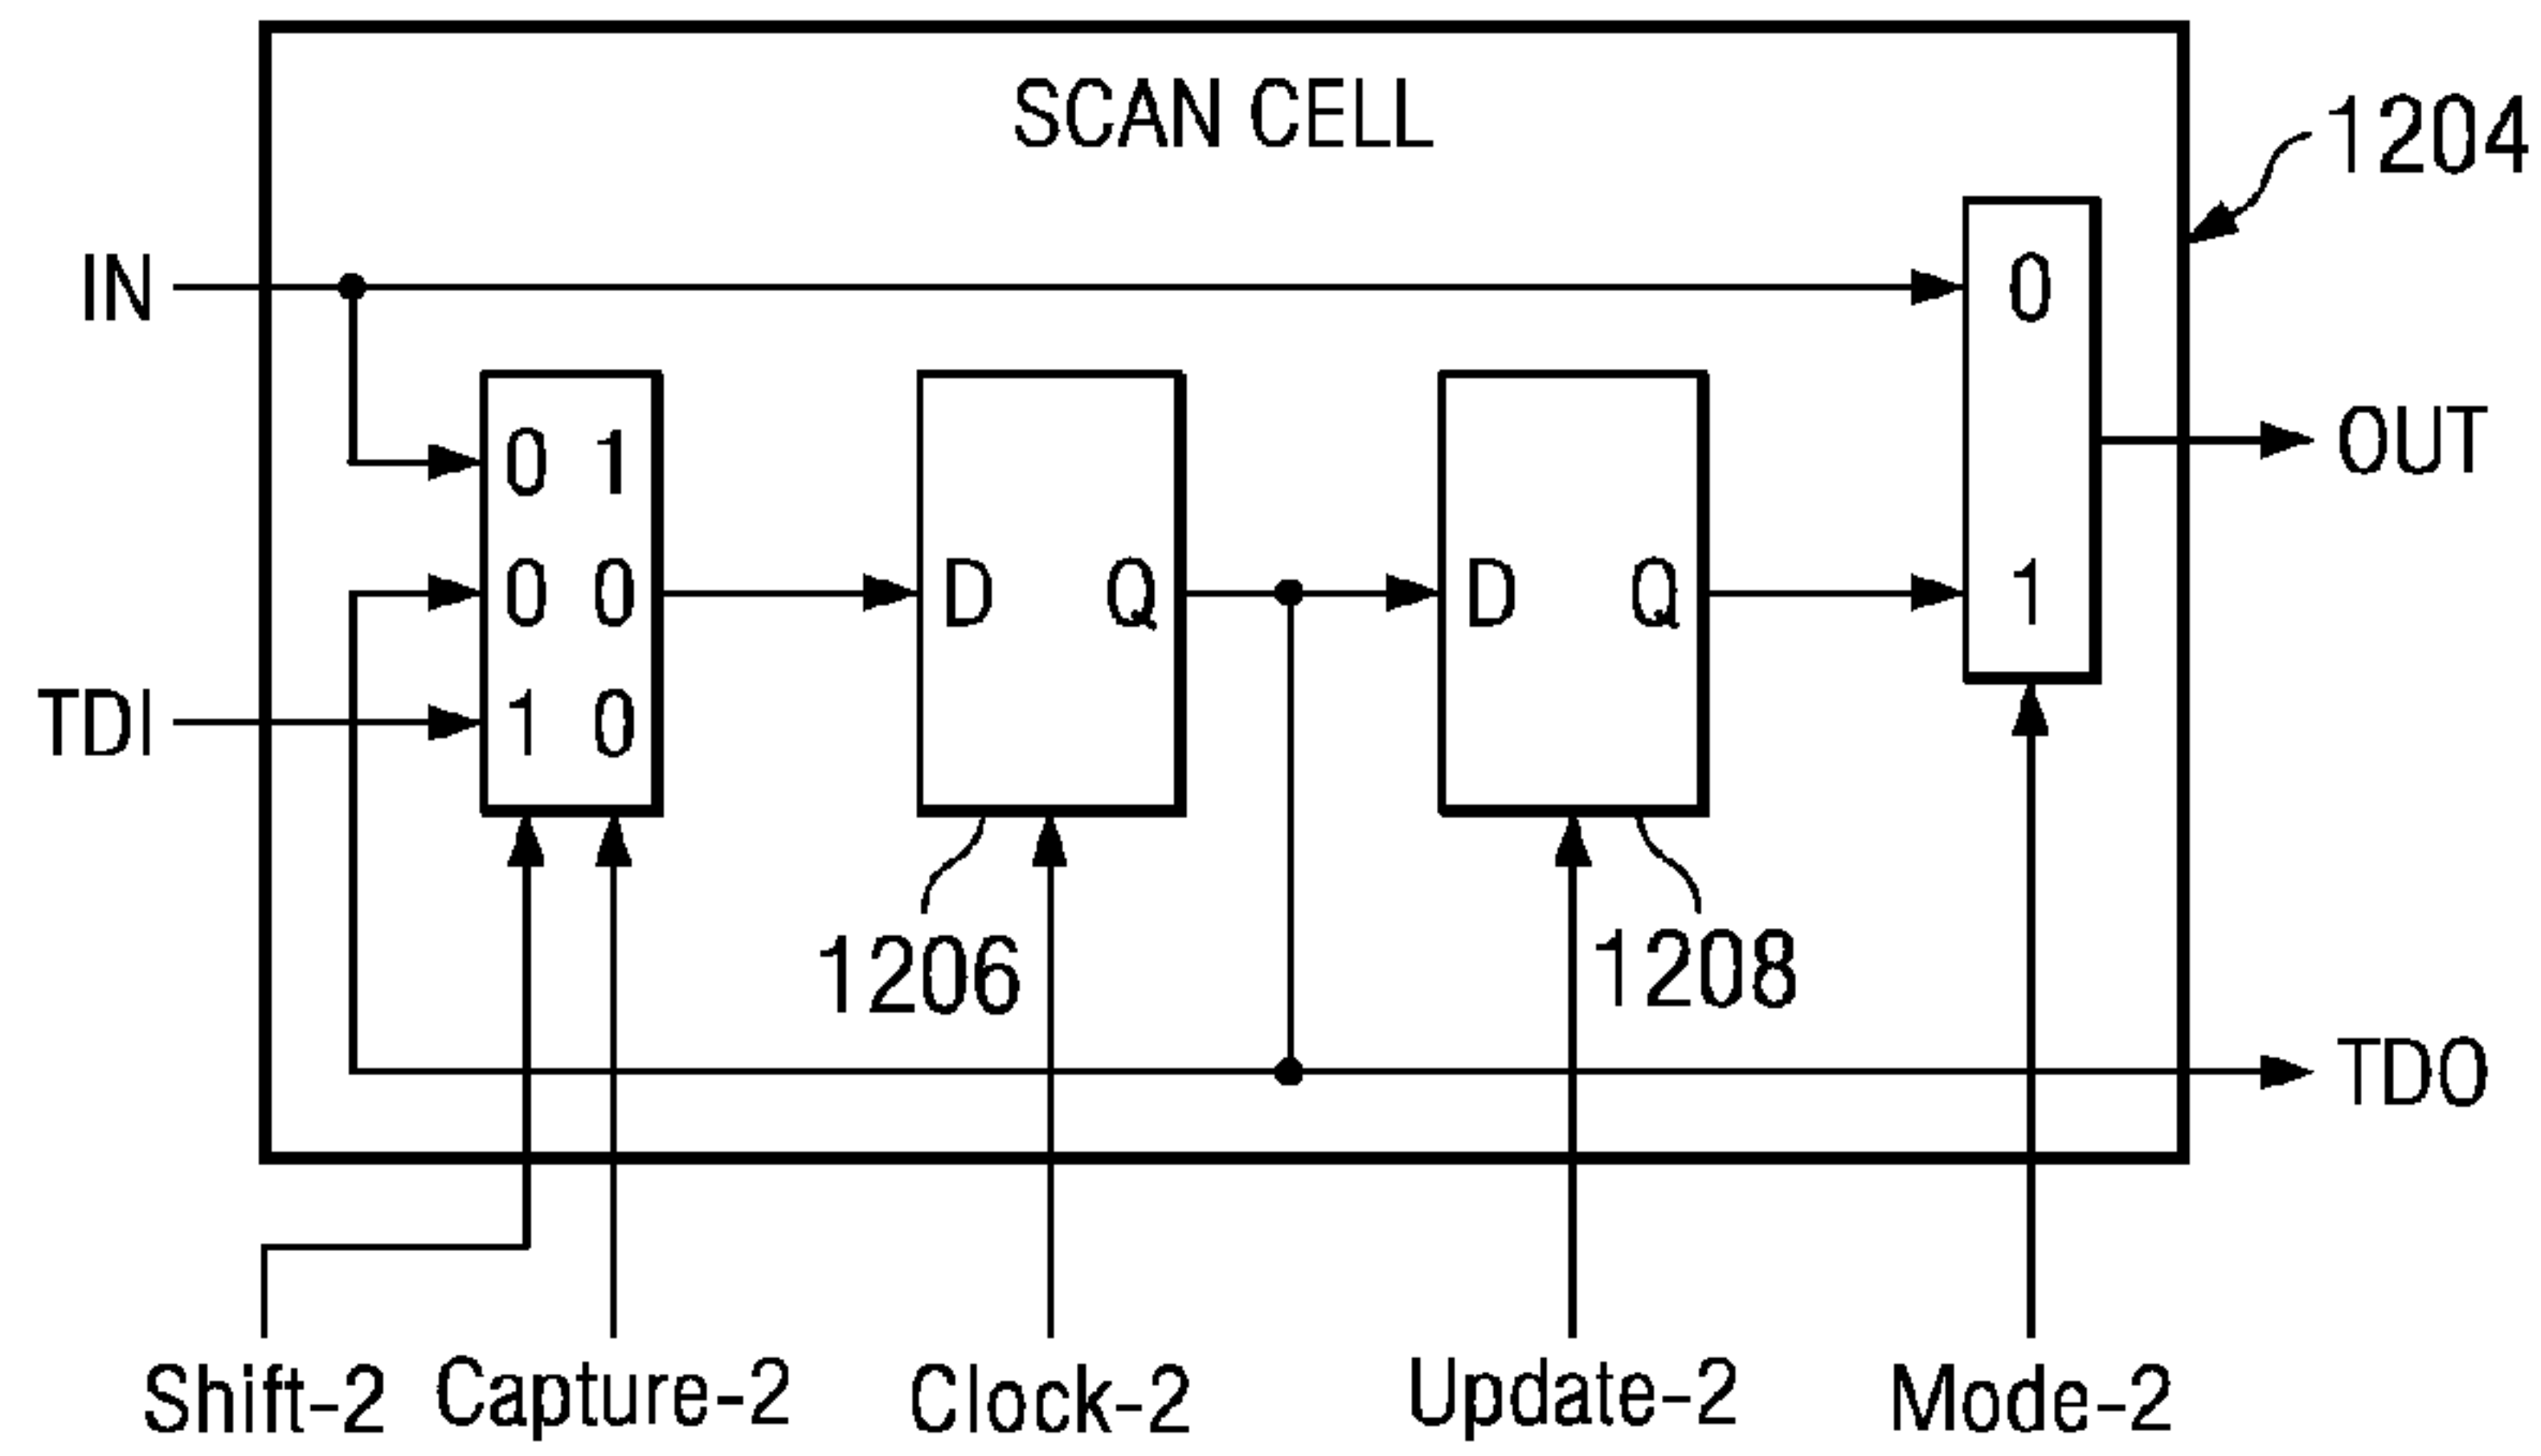 SCAN CELL
1204
IN
0
0 1
OUT
0 0
D Q
D Q
1
TDI
1 0
1206
1208
TDO
Shift-2
Capture-2
Clock-2
Update-2
Mode-2